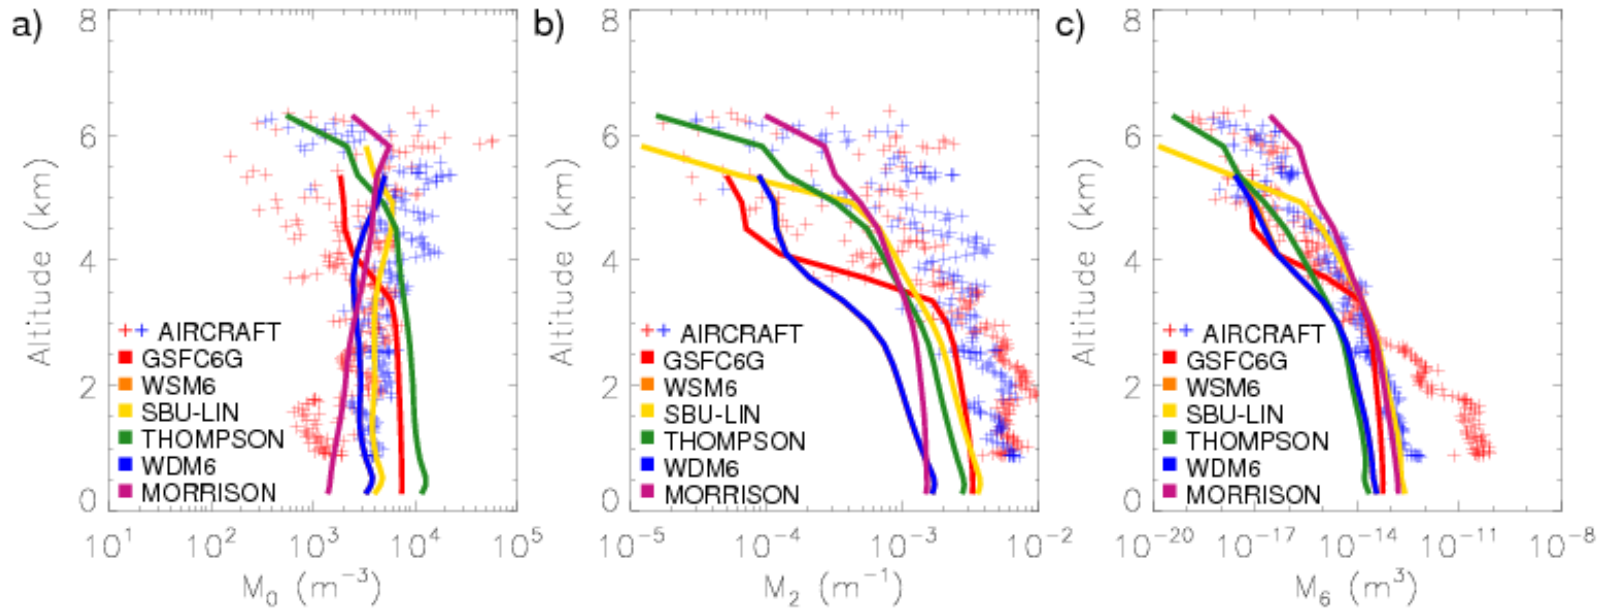 a)
8
6
4
2
0
Altitude (km)
AIRCRAFT
GSFC6G
WSM6
SBU-LIN
THOMPSON
WDM6
MORRISON
10¹ 10² 10³ 10⁴ 10⁵
M₀ (m⁻³)
b)
8
6
4
2
0
Altitude (km)
AIRCRAFT
GSFC6G
WSM6
SBU-LIN
THOMPSON
WDM6
MORRISON
10⁻⁵ 10⁻⁴ 10⁻³ 10⁻²
M₂ (m⁻¹)
c)
8
6
4
2
0
Altitude (km)
AIRCRAFT
GSFC6G
WSM6
SBU-LIN
THOMPSON
WDM6
MORRISON
10⁻²⁰ 10⁻¹⁷ 10⁻¹⁴ 10⁻¹¹ 10⁻⁸
M₆ (m³)